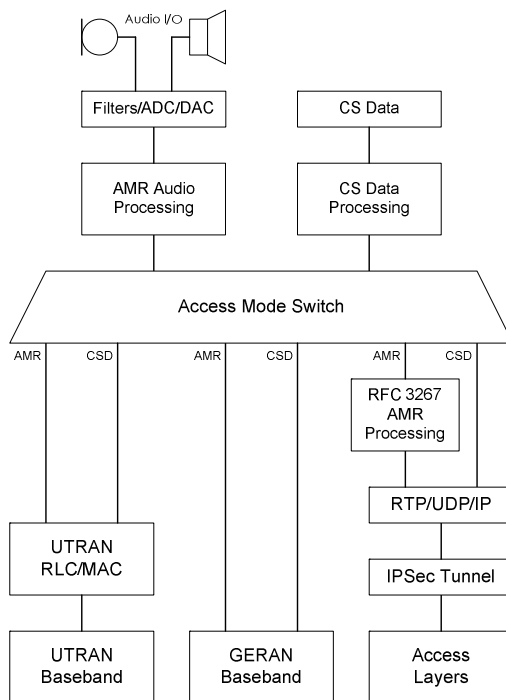 Audio I/O
Filters/ADC/DAC
CS Data
AMR Audio
Processing
CS Data
Processing
Access Mode Switch
AMR
CSD
AMR
CSD
AMR
CSD
RFC 3267
AMR
Processing
RTP/UDP/IP
UTRAN
RLC/MAC
IPSec Tunnel
UTRAN
Baseband
GERAN
Baseband
Access
Layers